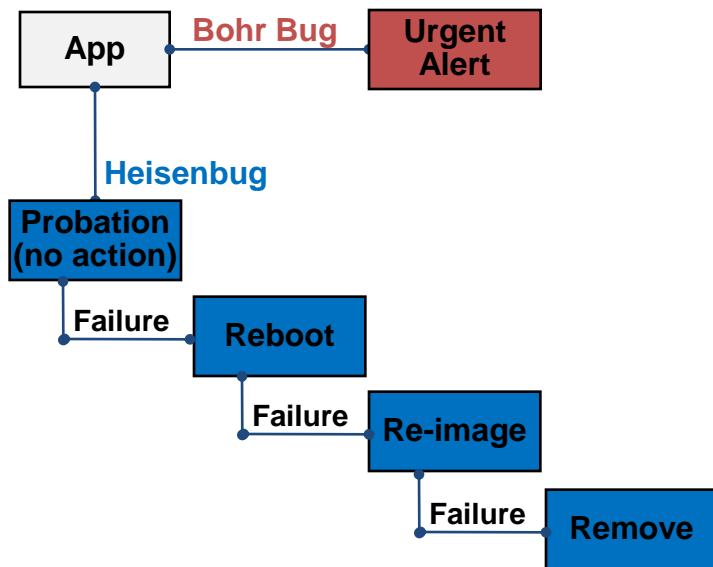 App
Bohr Bug
Urgent
Alert
Heisenbug
Probation
(no action)
Failure
Reboot
Failure
Re-image
Failure
Remove